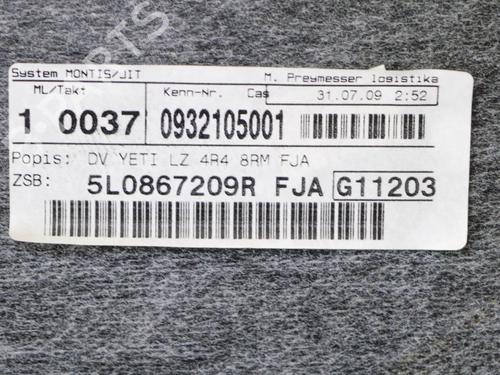 System MONTIS/JIT M. Preymesser logistika
ML/Takt Kenn-Nr. Cas 31.07.09 2:52
1 0037 0932105001
Popis: DV YETI LZ 4R4 8RM FJA
ZSB: 5L0867209R FJA G11203